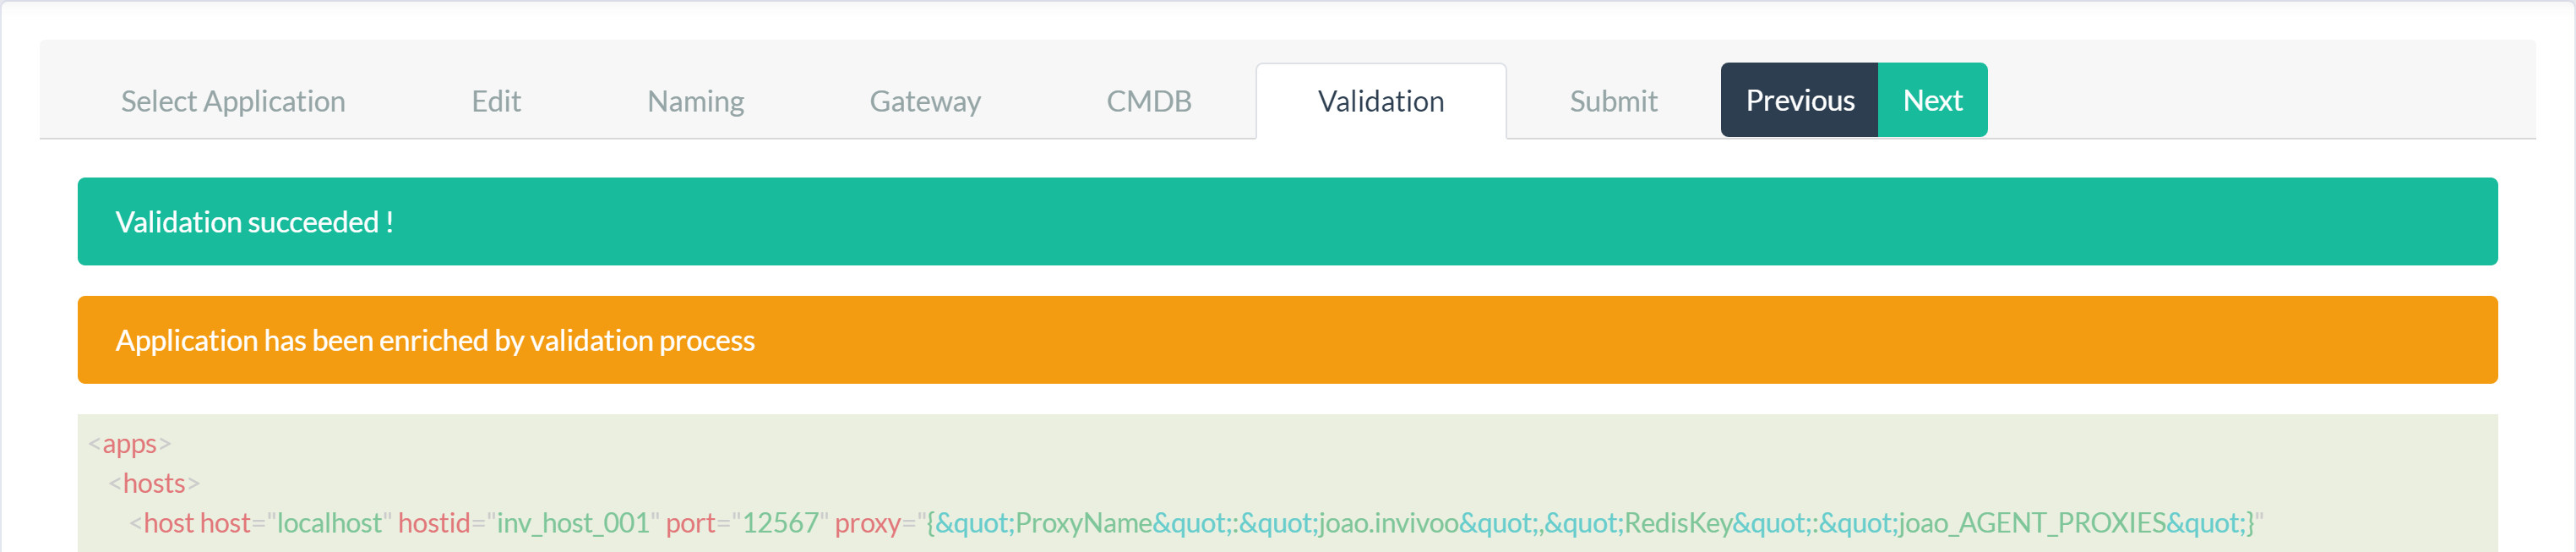 Select Application Edit Naming Gateway CMDB Validation Submit Previous Next
Validation succeeded !
Application has been enriched by validation process
<apps>
<hosts>
<host host="localhost" hostid="inv_host_001" port="12567" proxy="{&quot;ProxyName&quot;:&quot;joao.invivoo&quot;,&quot;RedisKey&quot;:&quot;joao_AGENT_PROXIES&quot;}"